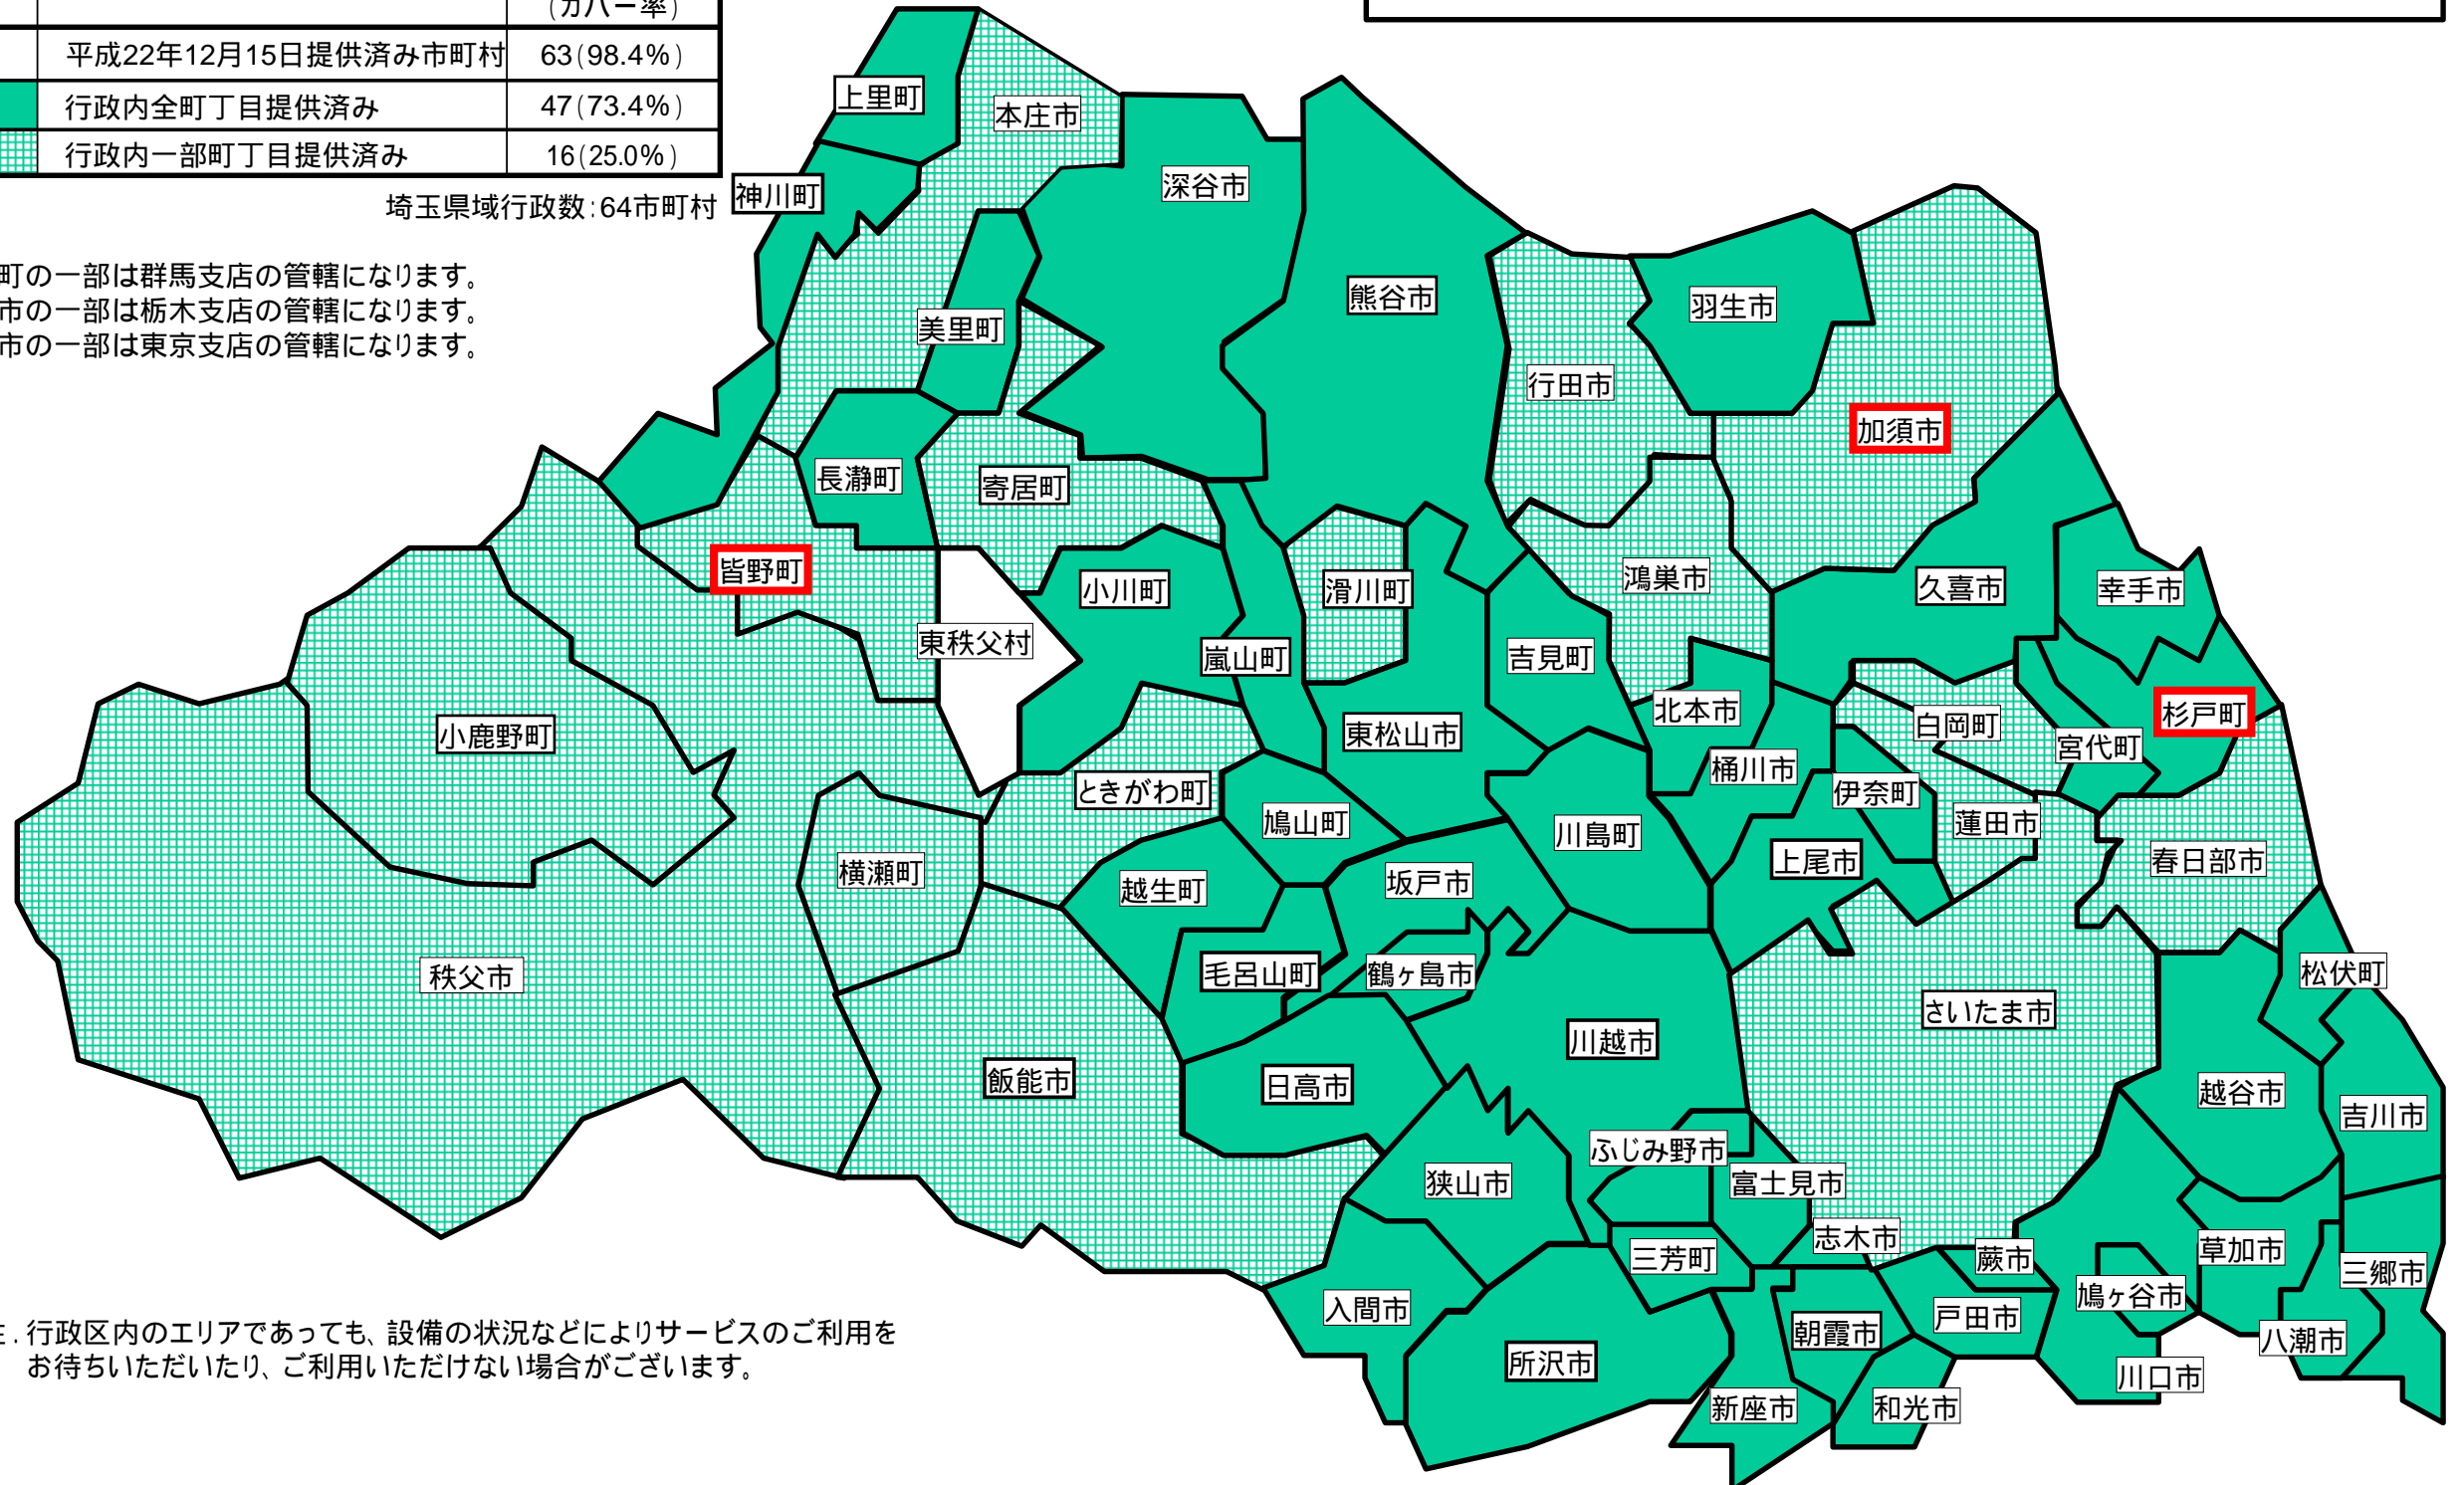 (カバー率)
平成22年12月15日提供済み市町村 63(98.4%)
行政内全町丁目提供済み 47(73.4%)
行政内一部町丁目提供済み 16(25.0%)
埼玉県域行政数:64市町村
町の一部は群馬支店の管轄になります。
市の一部は栃木支店の管轄になります。
市の一部は東京支店の管轄になります。
上里町
本庄市
神川町
深谷市
熊谷市
美里町
行田市
羽生市
加須市
長瀞町
寄居町
皆野町
小川町
滑川町
鴻巣市
久喜市
幸手市
東秩父村
嵐山町
吉見町
北本市
白岡町
杉戸町
小鹿野町
東松山市
宮代町
ときがわ町
桶川市
伊奈町
鳩山町
川島町
蓮田市
上尾市
春日部市
横瀬町
越生町
坂戸市
秩父市
毛呂山町
鶴ヶ島市
松伏町
さいたま市
川越市
飯能市
日高市
越谷市
吉川市
ふじみ野市
狭山市
富士見市
志木市
三芳町
蕨市
草加市
三郷市
入間市
鳩ヶ谷市
戸田市
朝霞市
八潮市
所沢市
川口市
新座市
和光市
. 行政区内のエリアであっても、設備の状況などによりサービスのご利用を
お待ちいただいたり、ご利用いただけない場合がございます。